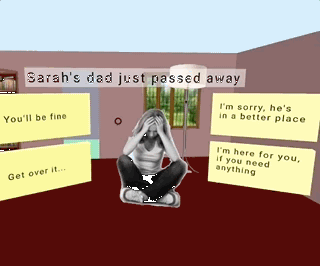 Sarah's dad just passed away
You'll be fine
I'm sorry, he's
in a better place
Get over it...
I'm here for you,
if you need
anything